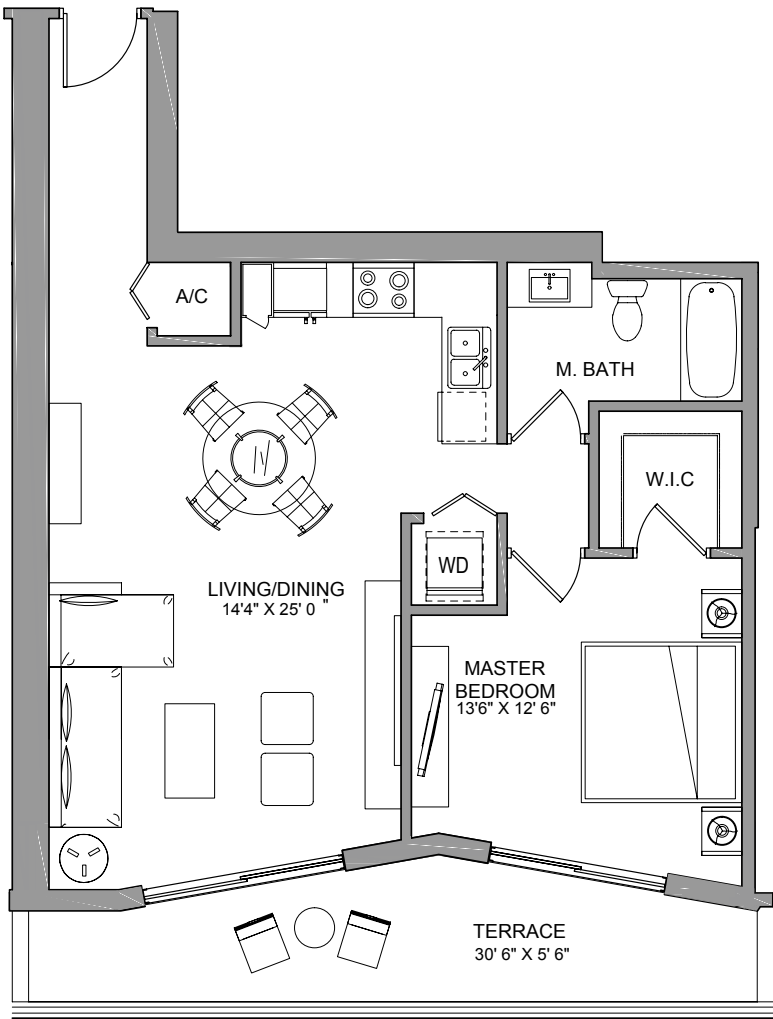 A/C
M. BATH
W.I.C
WD
LIVING/DINING
14'4" X 25' 0 "
MASTER
BEDROOM
13'6" X 12' 6"
TERRACE
30' 6" X 5' 6"